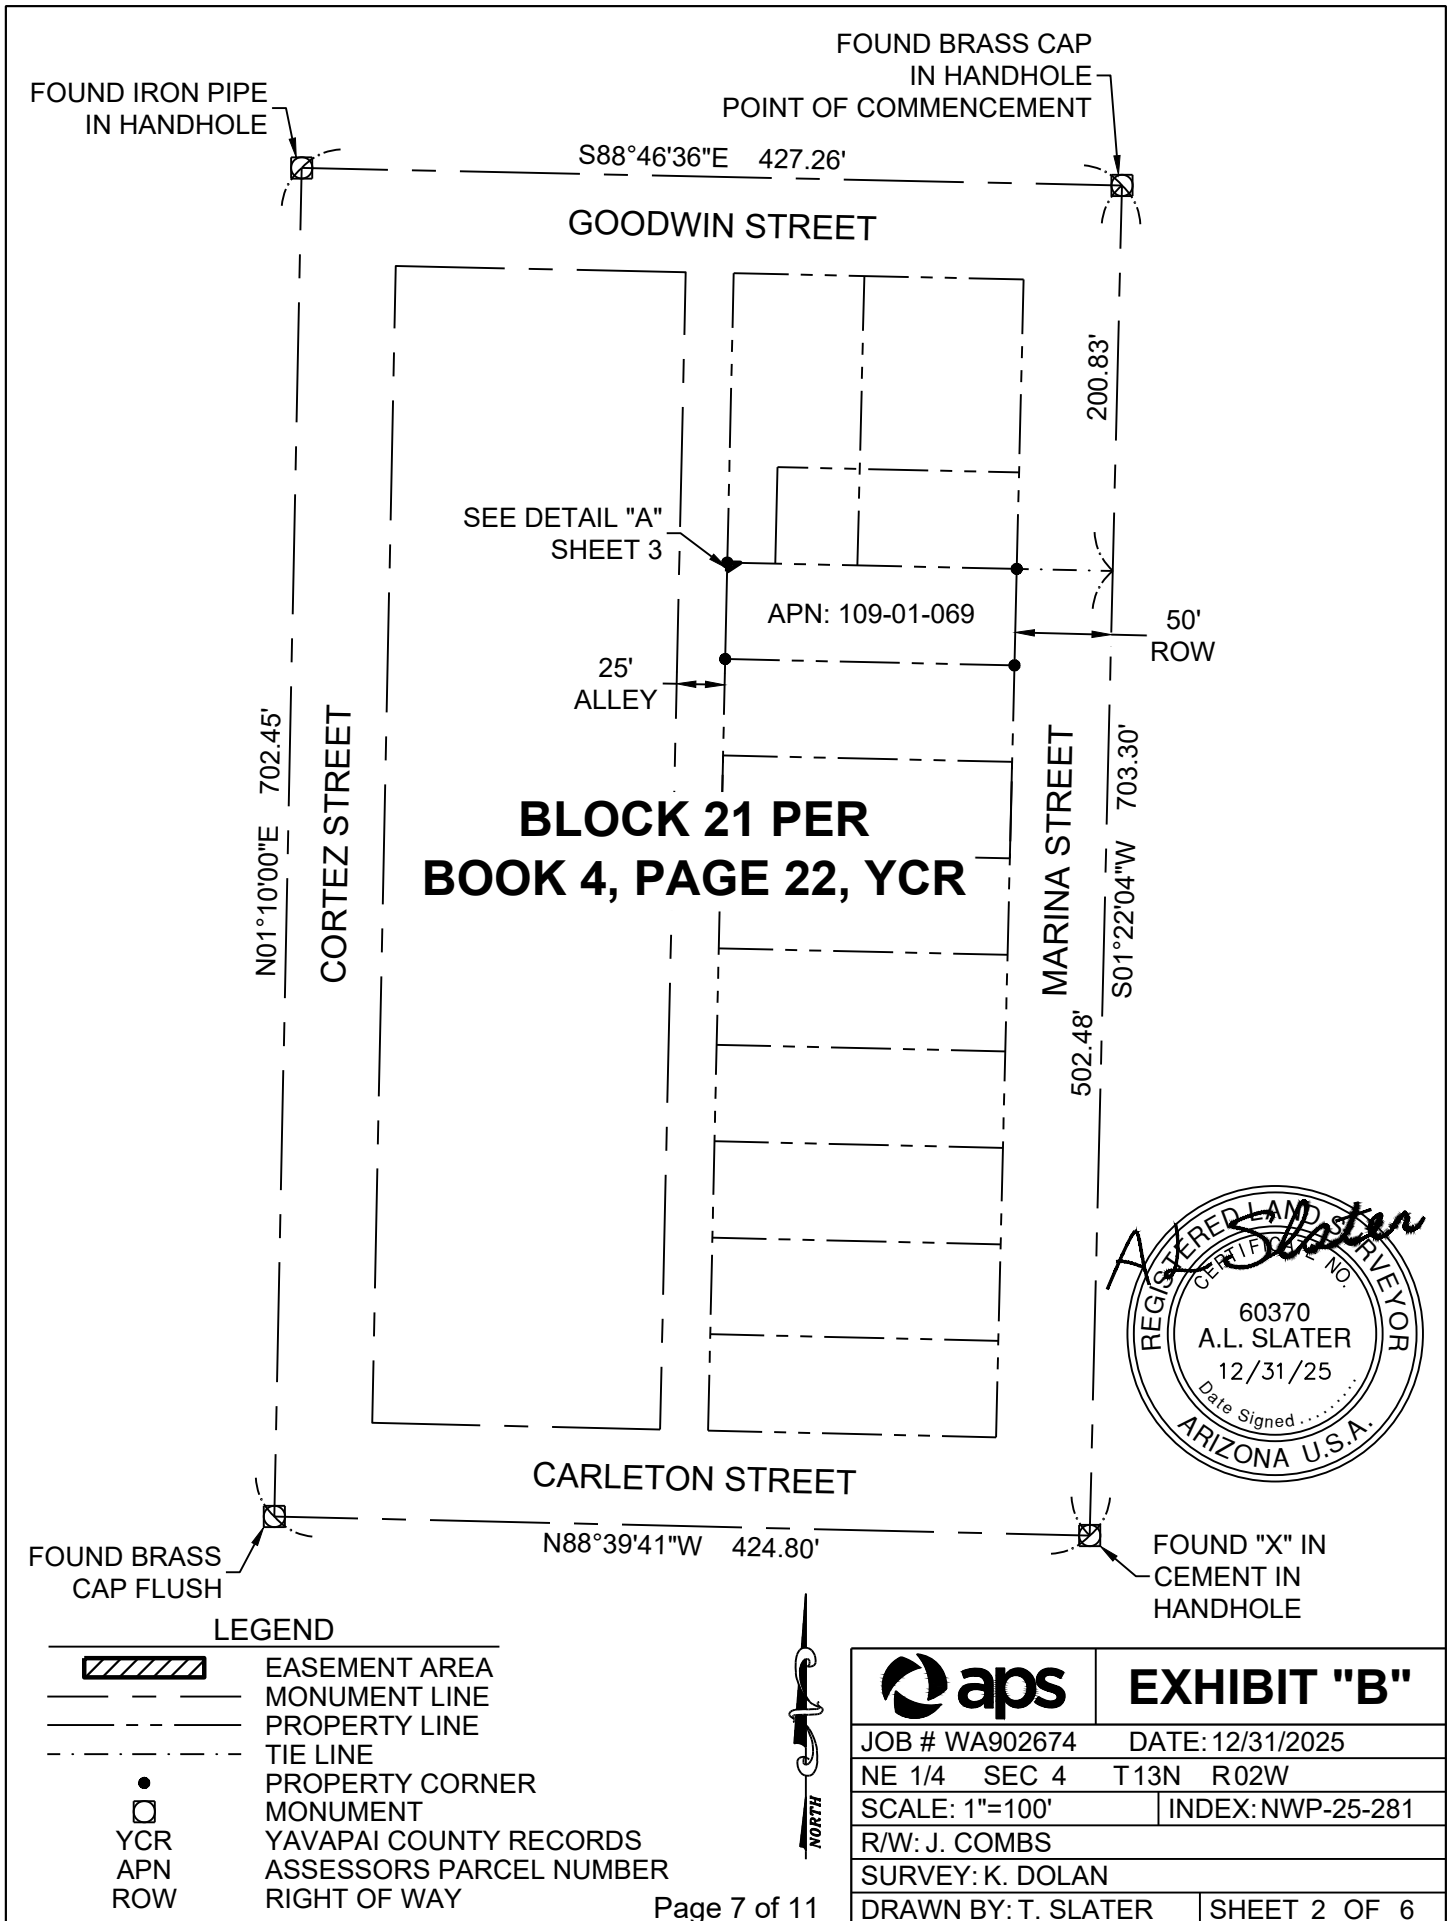 FOUND BRASS CAP
IN HANDHOLE
POINT OF COMMENCEMENT
FOUND IRON PIPE
IN HANDHOLE
S88°46'36"E 427.26'
GOODWIN STREET
200.83'
SEE DETAIL "A"
SHEET 3
APN: 109-01-069
50'
ROW
25'
ALLEY
N01°10'00"E 702.45'
CORTEZ STREET
MARINA STREET
S01°22'04"W 703.30'
BLOCK 21 PER
BOOK 4, PAGE 22, YCR
502.48'
A L Slater
REGISTERED LAND SURVEYOR
CERTIFICATE NO.
60370
A.L. SLATER
12/31/25
Date Signed.........
ARIZONA U.S.A.
CARLETON STREET
N88°39'41"W 424.80'
FOUND BRASS
CAP FLUSH
FOUND "X" IN
CEMENT IN
HANDHOLE
LEGEND
EASEMENT AREA
MONUMENT LINE
PROPERTY LINE
TIE LINE
PROPERTY CORNER
MONUMENT
YCR YAVAPAI COUNTY RECORDS
APN ASSESSORS PARCEL NUMBER
ROW RIGHT OF WAY
NORTH
Page 7 of 11
aps
EXHIBIT "B"
JOB # WA902674 DATE: 12/31/2025
NE 1/4 SEC 4 T13N R02W
SCALE: 1"=100' INDEX: NWP-25-281
R/W: J. COMBS
SURVEY: K. DOLAN
DRAWN BY: T. SLATER SHEET 2 OF 6